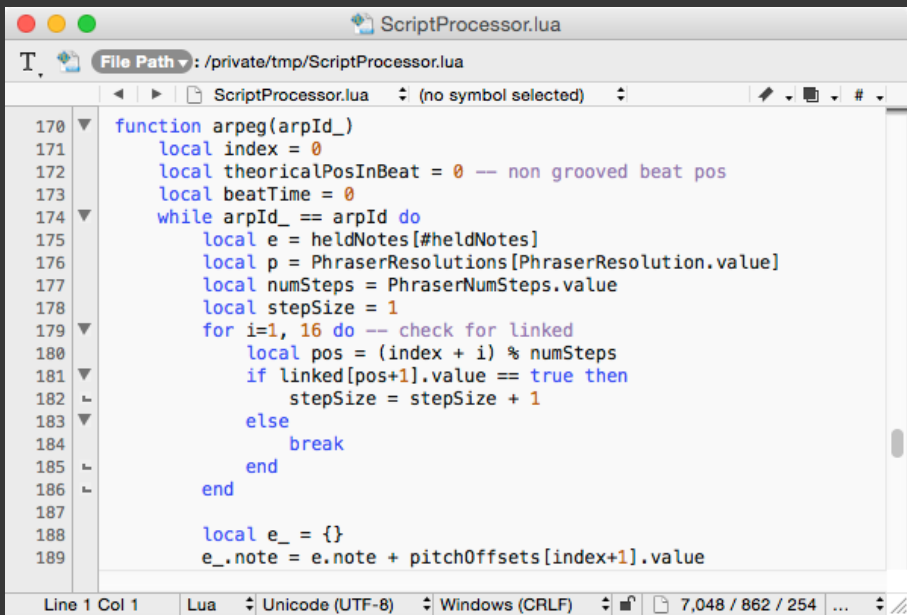 ScriptProcessor.lua
T. File Path ▾ : /private/tmp/ScriptProcessor.lua
ScriptProcessor.lua (no symbol selected) #
170 function arpeg(arpId_)
171 local index = 0
172 local theoricalPosInBeat = 0 -- non grooved beat pos
173 local beatTime = 0
174 while arpId_ == arpId do
175 local e = heldNotes[#heldNotes]
176 local p = PhraserResolutions[PhraserResolution.value]
177 local numSteps = PhraserNumSteps.value
178 local stepSize = 1
179 for i=1, 16 do -- check for linked
180 local pos = (index + i) % numSteps
181 if linked[pos+1].value == true then
182 stepSize = stepSize + 1
183 else
184 break
185 end
186 end
187
188 local e_ = {}
189 e_.note = e.note + pitchOffsets[index+1].value
Line 1 Col 1 Lua Unicode (UTF-8) Windows (CRLF) 7,048 / 862 / 254 ...